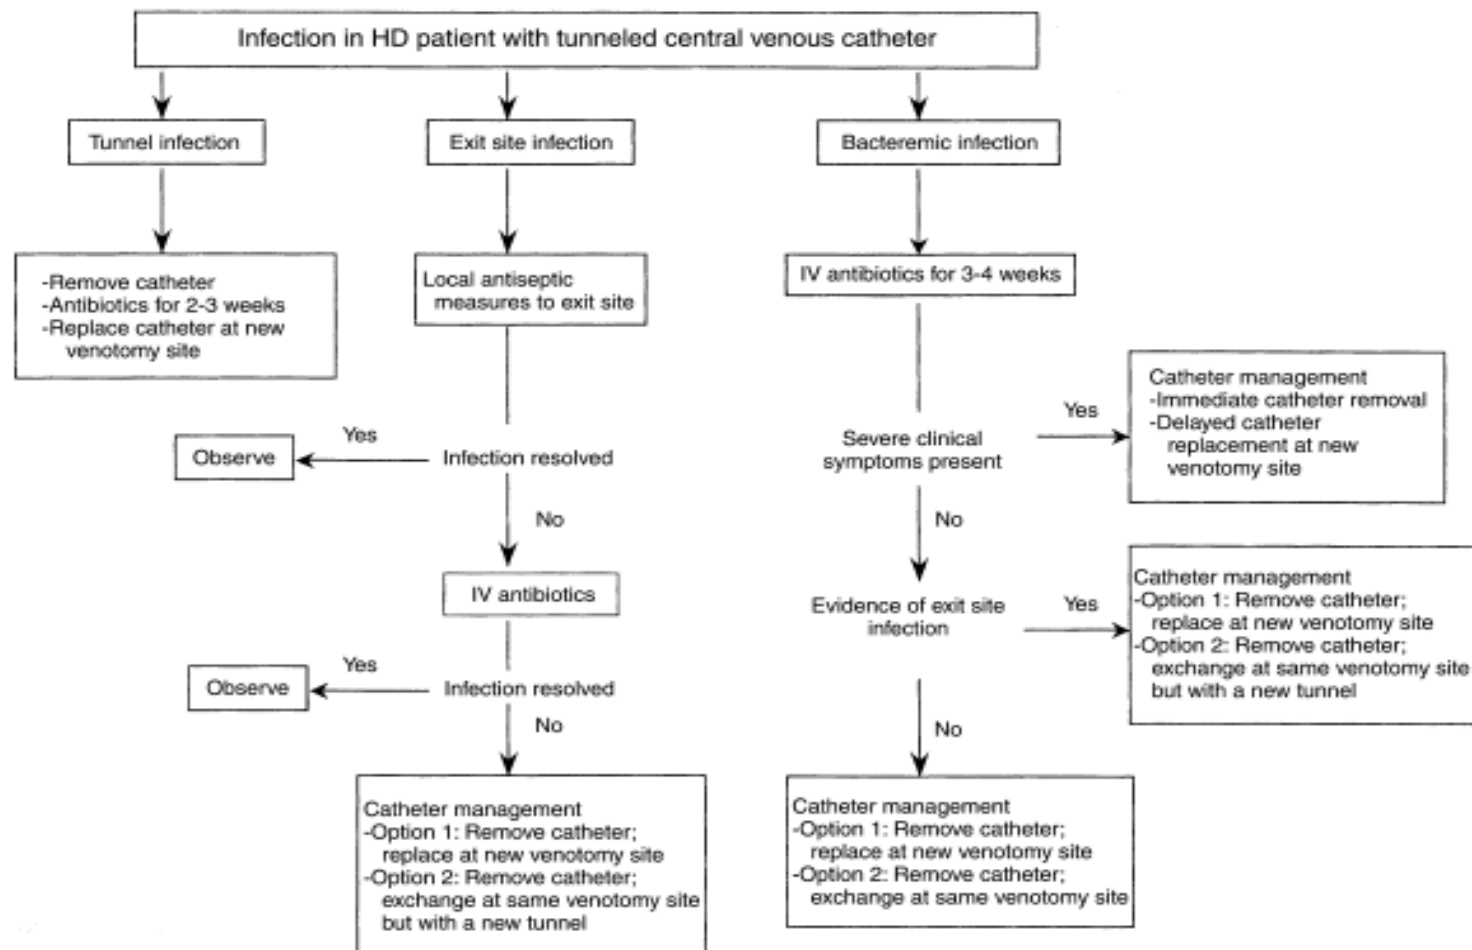 Infection in HD patient with tunneled central venous catheter
Tunnel infection
Exit site infection
Bacteremic infection
-Remove catheter
-Antibiotics for 2-3 weeks
-Replace catheter at new
venotomy site
Local antiseptic
measures to exit site
IV antibiotics for 3-4 weeks
Observe
Yes
Infection resolved
No
Severe clinical
symptoms present
Yes
Catheter management
-Immediate catheter removal
-Delayed catheter
replacement at new
venotomy site
No
IV antibiotics
Evidence of exit site
infection
Yes
Catheter management
-Option 1: Remove catheter;
replace at new venotomy site
-Option 2: Remove catheter;
exchange at same venotomy site
but with a new tunnel
Observe
Yes
Infection resolved
No
No
Catheter management
-Option 1: Remove catheter;
replace at new venotomy site
-Option 2: Remove catheter;
exchange at same venotomy site
but with a new tunnel
Catheter management
-Option 1: Remove catheter;
replace at new venotomy site
-Option 2: Remove catheter;
exchange at same venotomy site